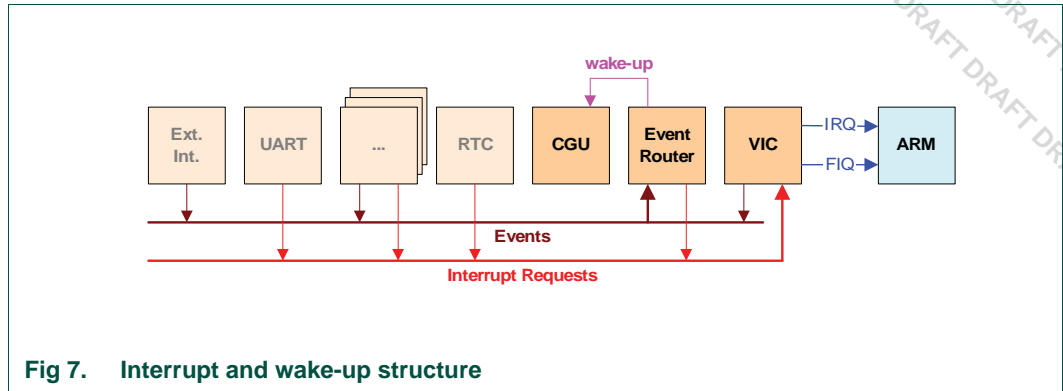 DRAFT DRAFT
DRAFT DRAFT DRA
wake-up
Ext.
Int.
UART
...
RTC
CGU
Event
Router
VIC
IRQ
FIQ
ARM
Events
Interrupt Requests
Fig 7. Interrupt and wake-up structure